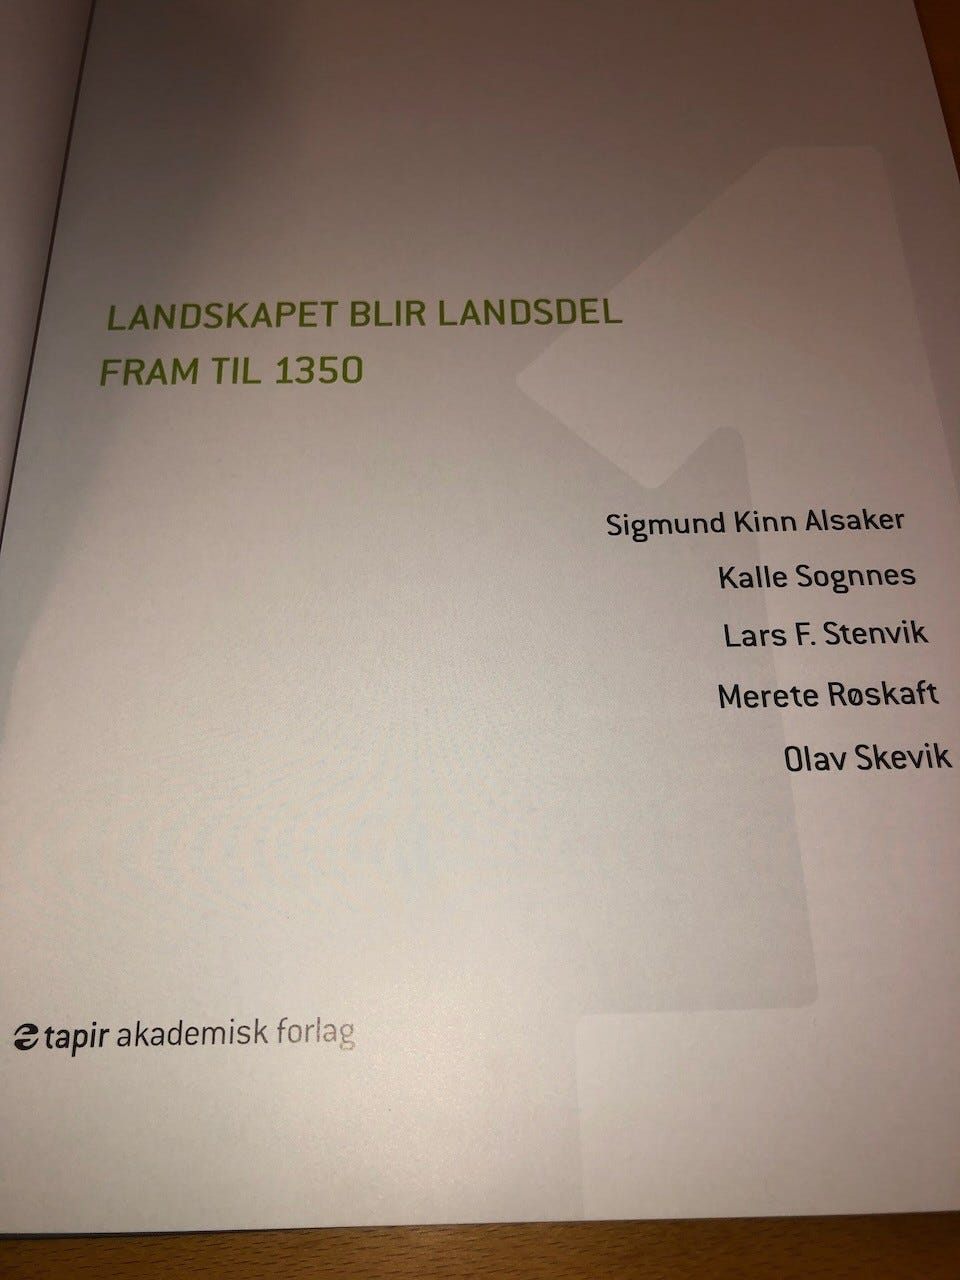 LANDSKAPET BLIR LANDSDEL
FRAM TIL 1350
Sigmund Kinn Alsaker
Kalle Sognnes
Lars F. Stenvik
Merete Røskaft
Olav Skevik
tapir akademisk forlag